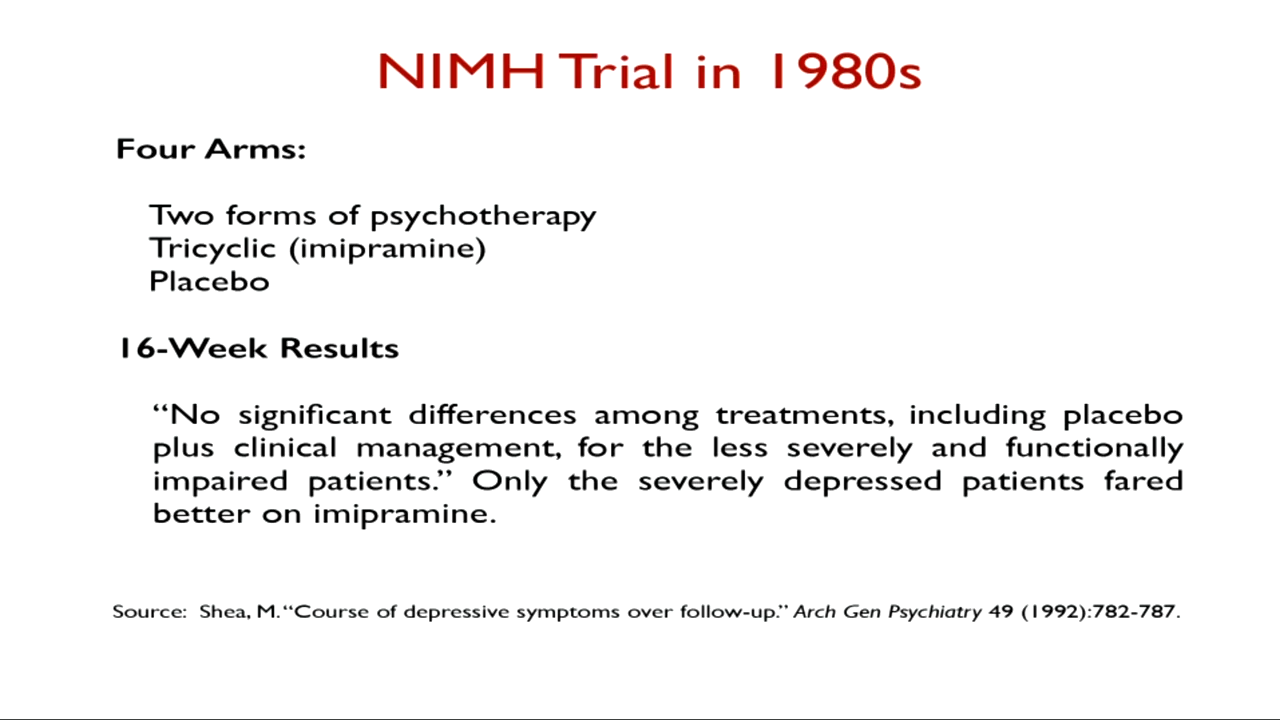 NIMH Trial in 1980s
Four Arms:
Two forms of psychotherapy
Tricyclic (imipramine)
Placebo
16-Week Results
“No significant differences among treatments, including placebo
plus clinical management, for the less severely and functionally
impaired patients.” Only the severely depressed patients fared
better on imipramine.
Source: Shea, M. “Course of depressive symptoms over follow-up.” Arch Gen Psychiatry 49 (1992):782-787.